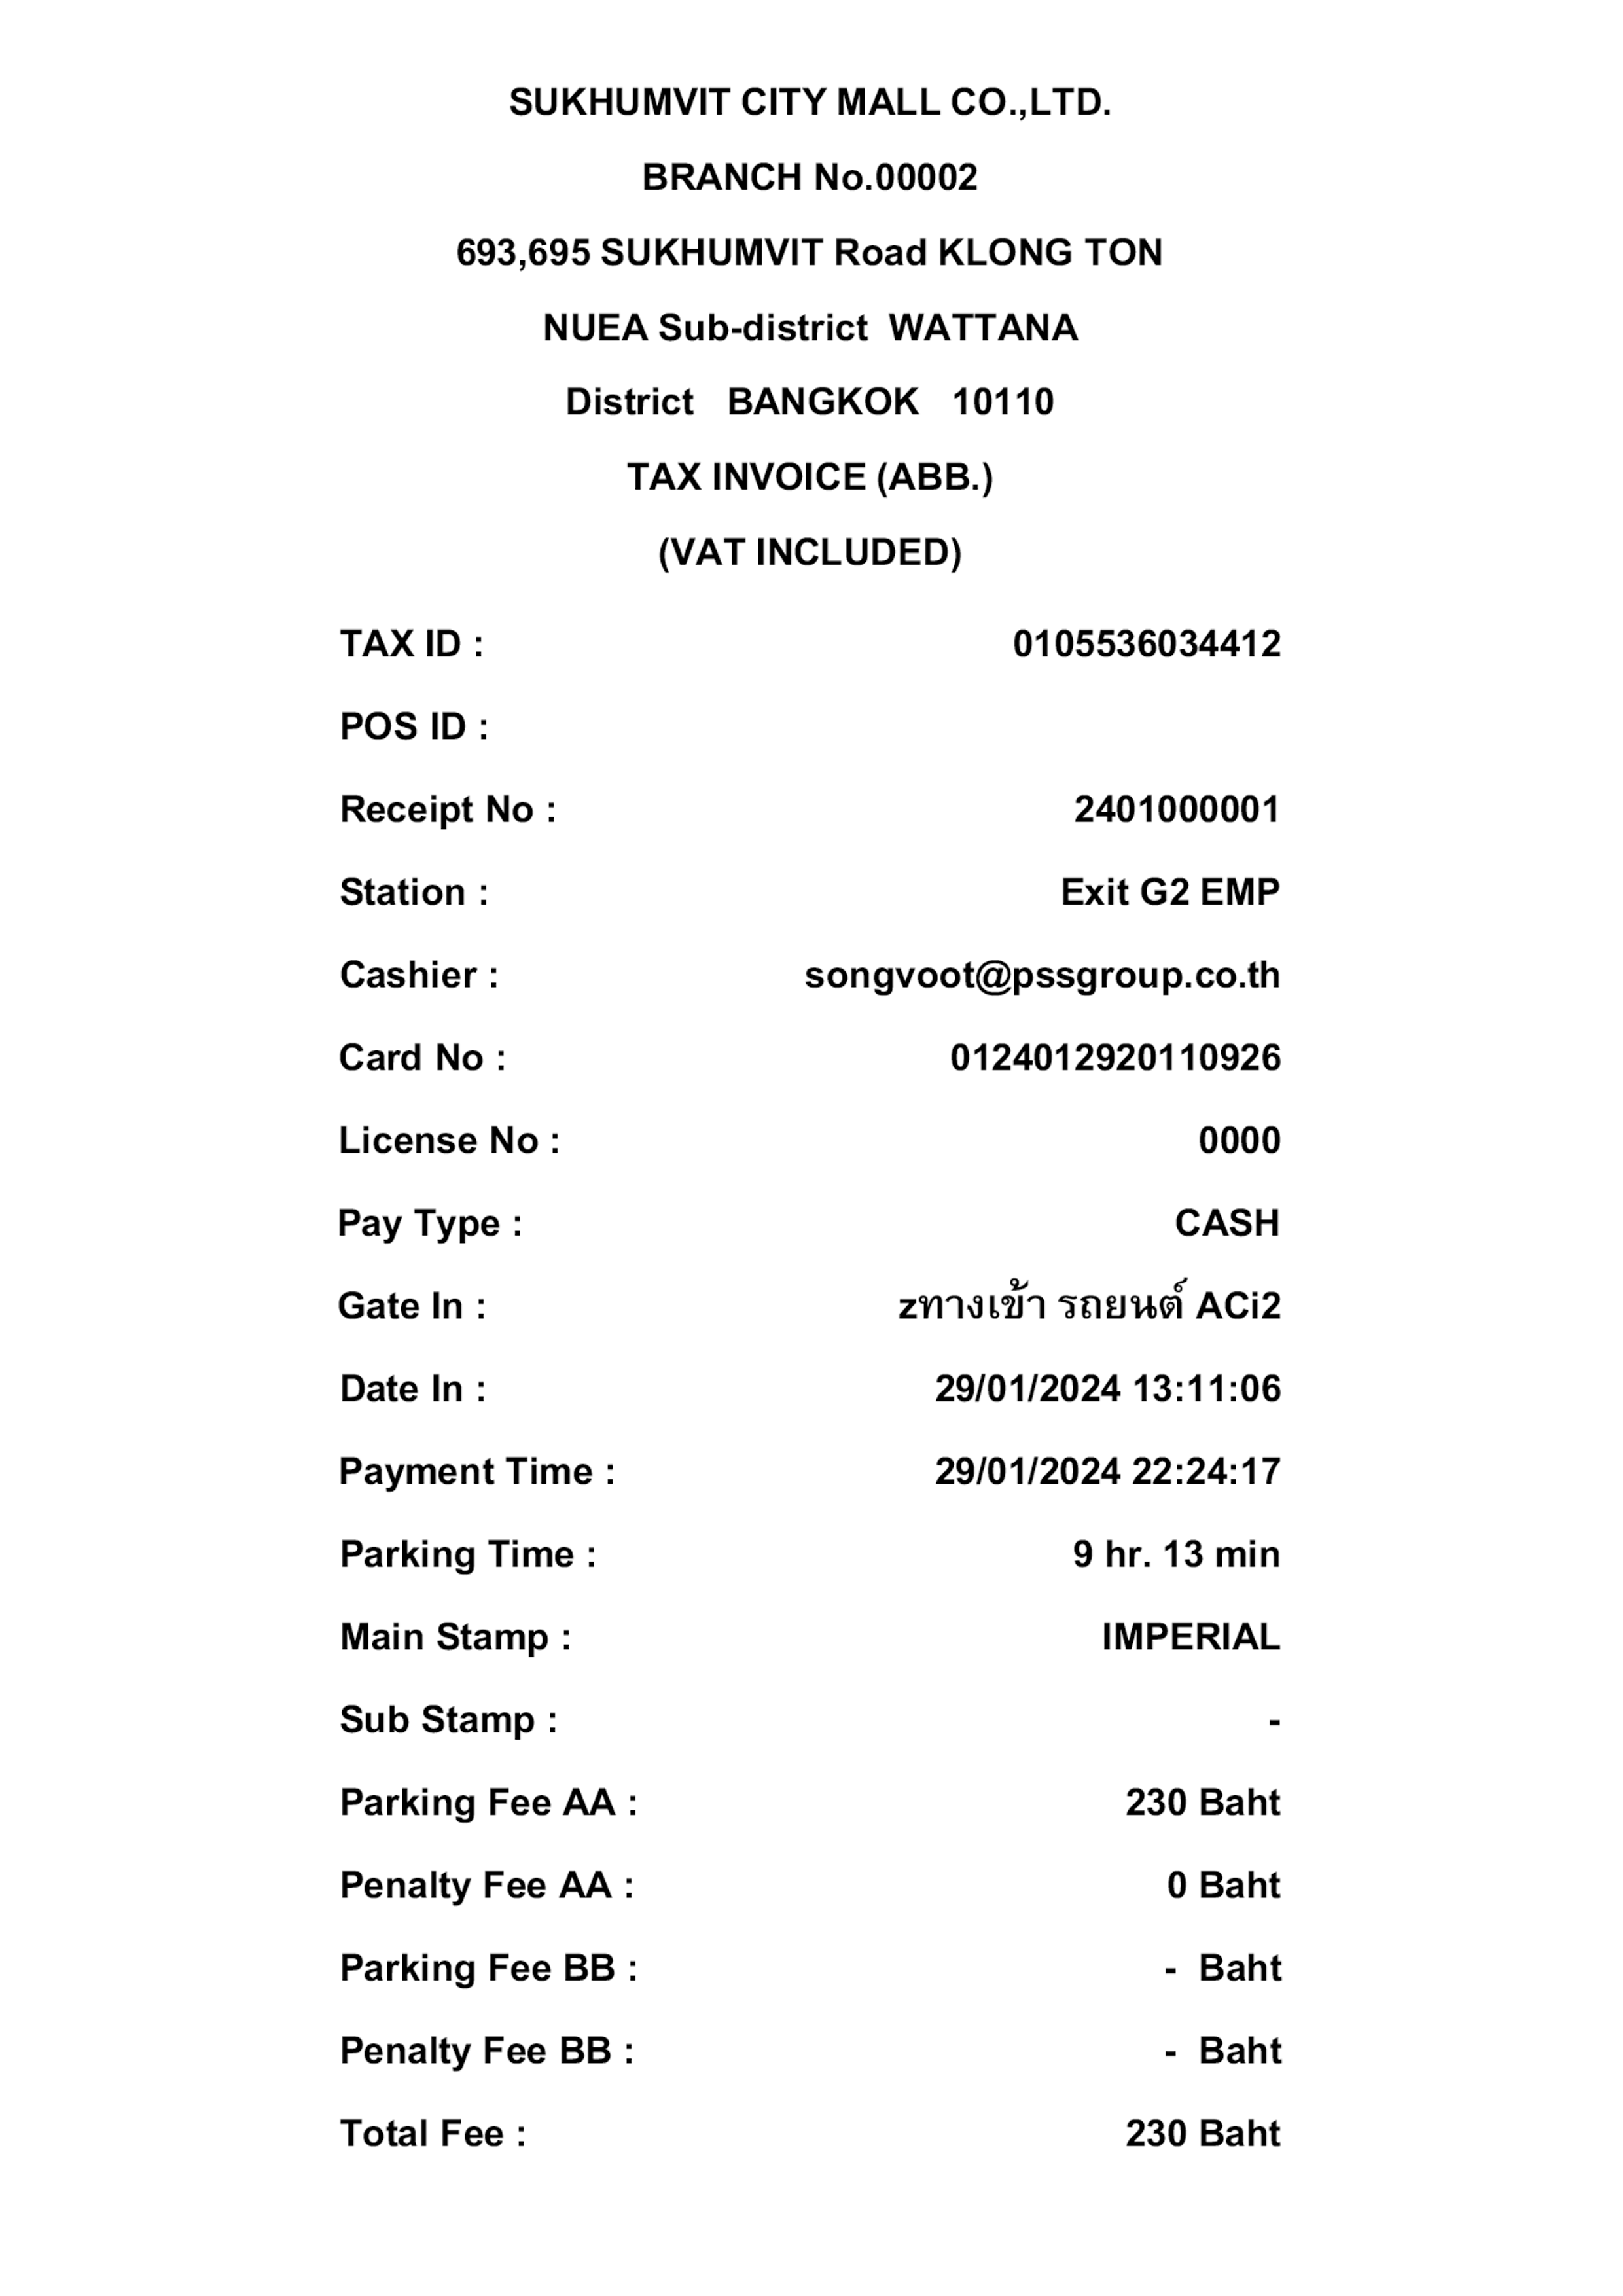 SUKHUMVIT CITY MALL CO.,LTD.
BRANCH No.00002
693,695 SUKHUMVIT Road KLONG TON
NUEA Sub-district WATTANA
District BANGKOK 10110
TAX INVOICE (ABB.)
(VAT INCLUDED)
TAX ID : 0105536034412
POS ID :
Receipt No : 2401000001
Station : Exit G2 EMP
Cashier : songvoot@pssgroup.co.th
Card No : 0124012920110926
License No : 0000
Pay Type : CASH
Gate In : zทางเข้า รถยนต์ ACi2
Date In : 29/01/2024 13:11:06
Payment Time : 29/01/2024 22:24:17
Parking Time : 9 hr. 13 min
Main Stamp : IMPERIAL
Sub Stamp : -
Parking Fee AA : 230 Baht
Penalty Fee AA : 0 Baht
Parking Fee BB : - Baht
Penalty Fee BB : - Baht
Total Fee : 230 Baht